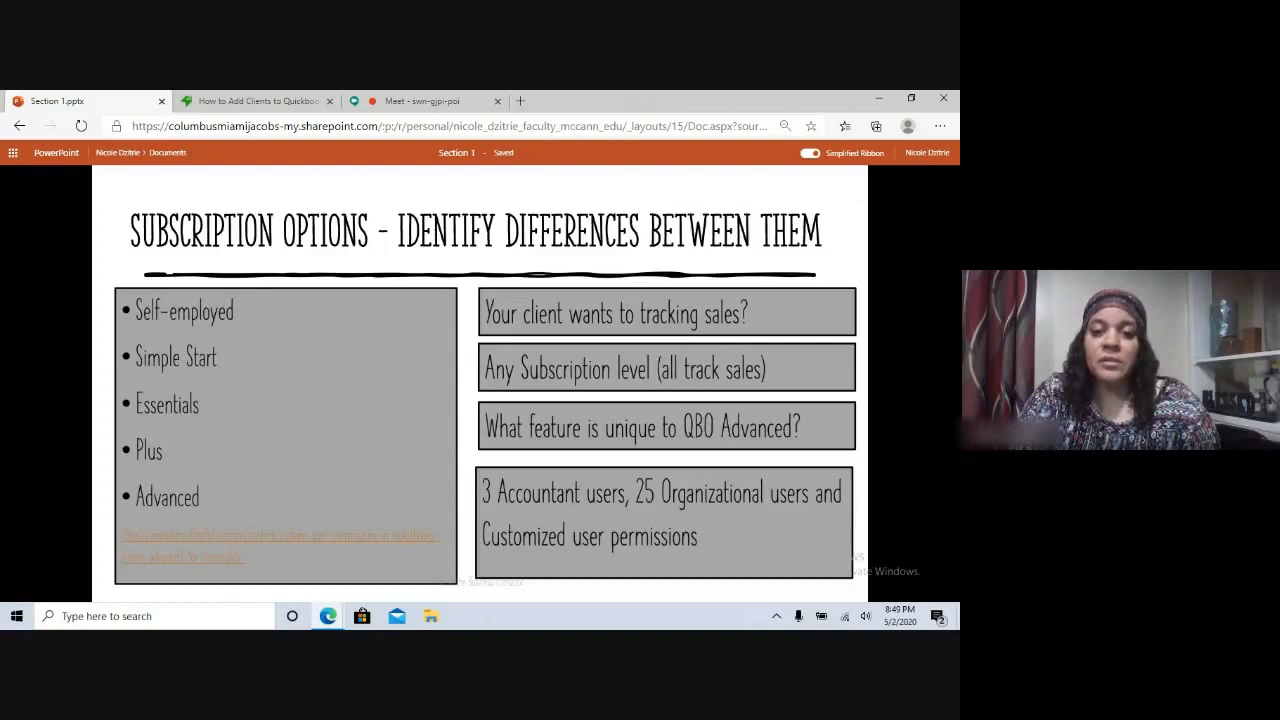 Section 1.pptx
How to Add Clients to Quickboo
Meet - swn-gjpi-poi
https://columbusmiamijacobs-my.sharepoint.com/:p:/r/personal/nicole_dzitrie_faculty_mccann_edu/_layouts/15/Doc.aspx?sour...
PowerPoint
Nicole Dzitrie > Documents
Section 1 - Saved
Simplified Ribbon
Nicole Dzitrie
SUBSCRIPTION OPTIONS - IDENTIFY DIFFERENCES BETWEEN THEM
• Self-employed
• Simple Start
• Essentials
• Plus
• Advanced
Your client wants to tracking sales?
Any Subscription level (all track sales)
What feature is unique to QBO Advanced?
3 Accountant users, 25 Organizational users and
Customized user permissions
Windows.
Type here to search
8:49 PM
5/2/2020
2